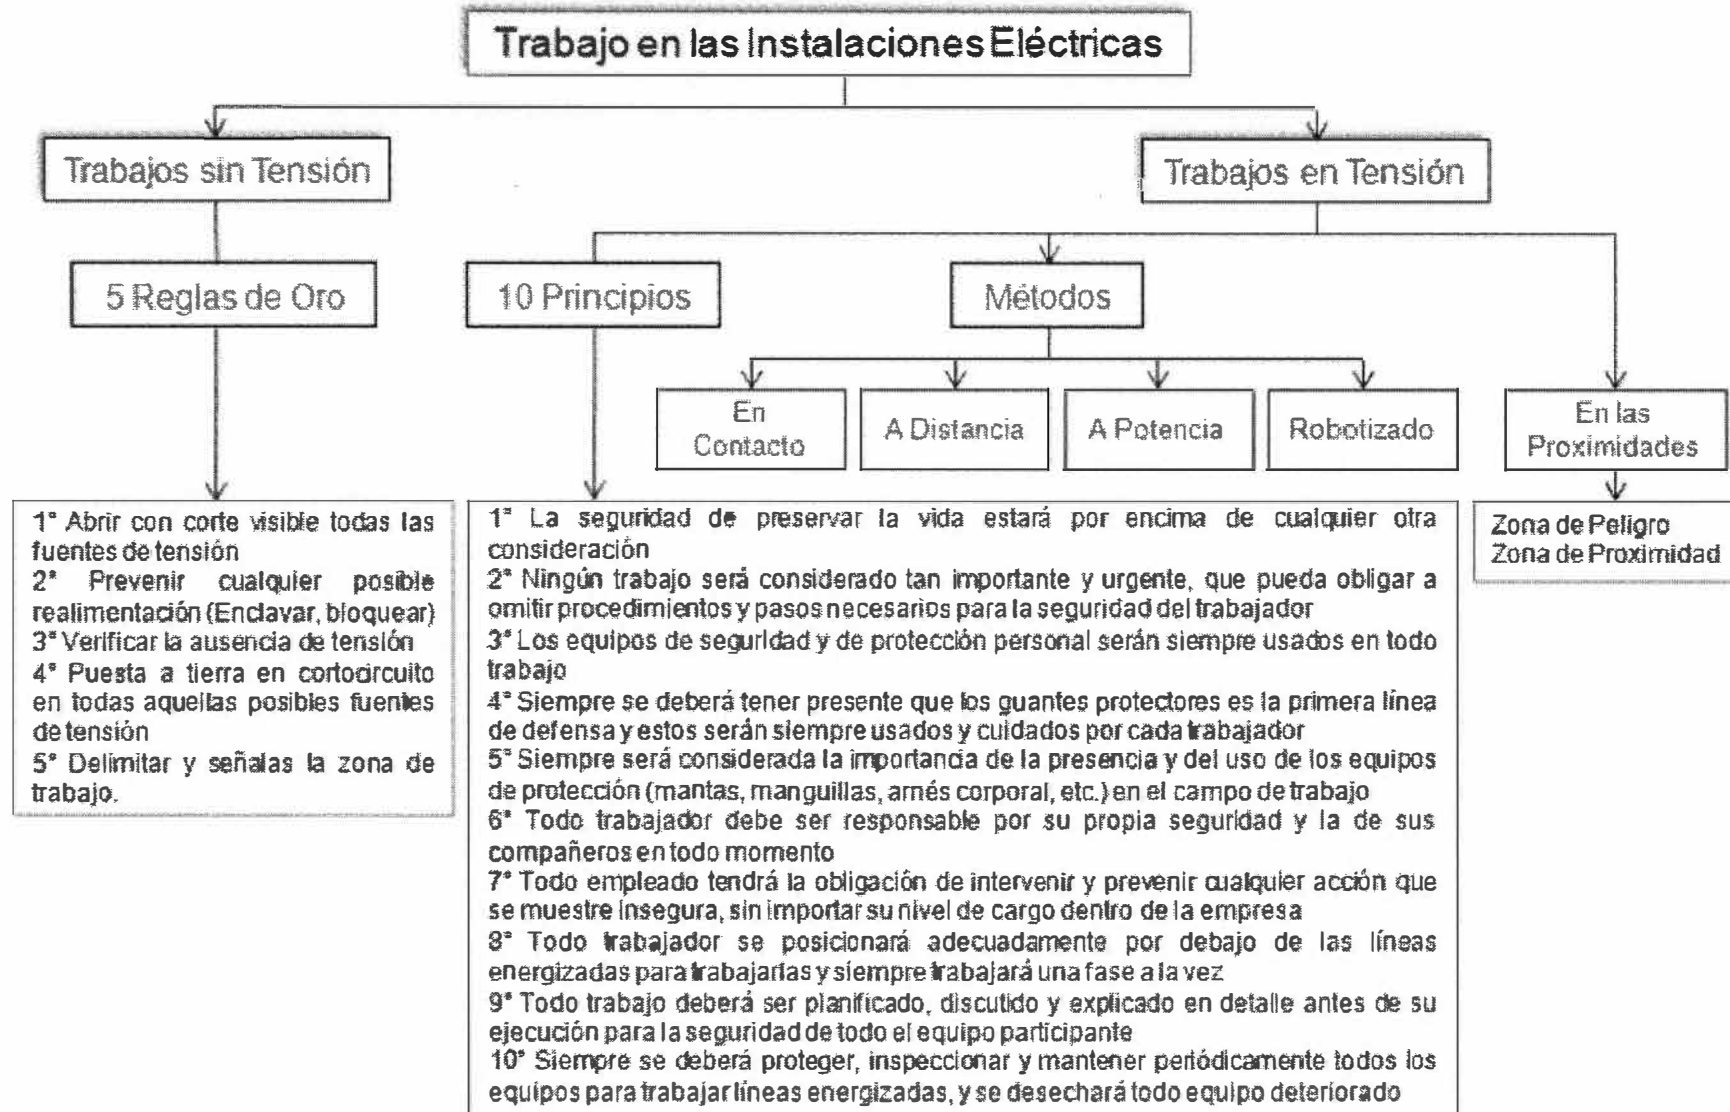 Trabajo en las Instalaciones Eléctricas
Trabajos sin Tensión
Trabajos en Tensión
5 Reglas de Oro
10 Principios
Métodos
En
Contacto
A Distancia
A Potencia
Robotizado
En las
Proximidades
1° Abrir con corte visible todas las
fuentes de tensión
2° Prevenir cualquier posible
realimentación (Enclavar, bloquear)
3° Verificar la ausencia de tensión
4° Puesta a tierra en cortocircuito
en todas aquellas posibles fuentes
de tensión
5° Delimitar y señalas la zona de
trabajo.
1° La seguridad de preservar la vida estará por encima de cualquier otra
consideración
2° Ningún trabajo será considerado tan importante y urgente, que pueda obligar a
omitir procedimientos y pasos necesarios para la seguridad del trabajador
3° Los equipos de seguridad y de protección personal serán siempre usados en todo
trabajo
4° Siempre se deberá tener presente que los guantes protectores es la primera línea
de defensa y estos serán siempre usados y cuidados por cada trabajador
5° Siempre será considerada la importancia de la presencia y del uso de los equipos
de protección (mantas, manguillas, arnés corporal, etc.) en el campo de trabajo
6° Todo trabajador debe ser responsable por su propia seguridad y la de sus
compañeros en todo momento
7° Todo empleado tendrá la obligación de intervenir y prevenir cualquier acción que
se muestre insegura, sin importar su nivel de cargo dentro de la empresa
8° Todo trabajador se posicionará adecuadamente por debajo de las líneas
energizadas para trabajarlas y siempre trabajará una fase a la vez
9° Todo trabajo deberá ser planificado, discutido y explicado en detalle antes de su
ejecución para la seguridad de todo el equipo participante
10° Siempre se deberá proteger, inspeccionar y mantener periódicamente todos los
equipos para trabajar líneas energizadas, y se desechará todo equipo deteriorado
Zona de Peligro
Zona de Proximidad